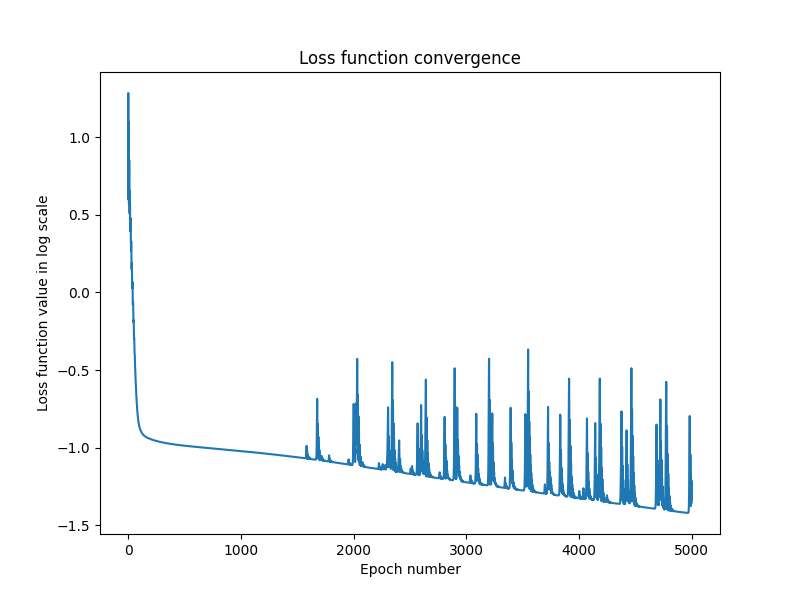 Loss function convergence
1.0
0.5
0.0
−0.5
−1.0
−1.5
Loss function value in log scale
0 1000 2000 3000 4000 5000
Epoch number